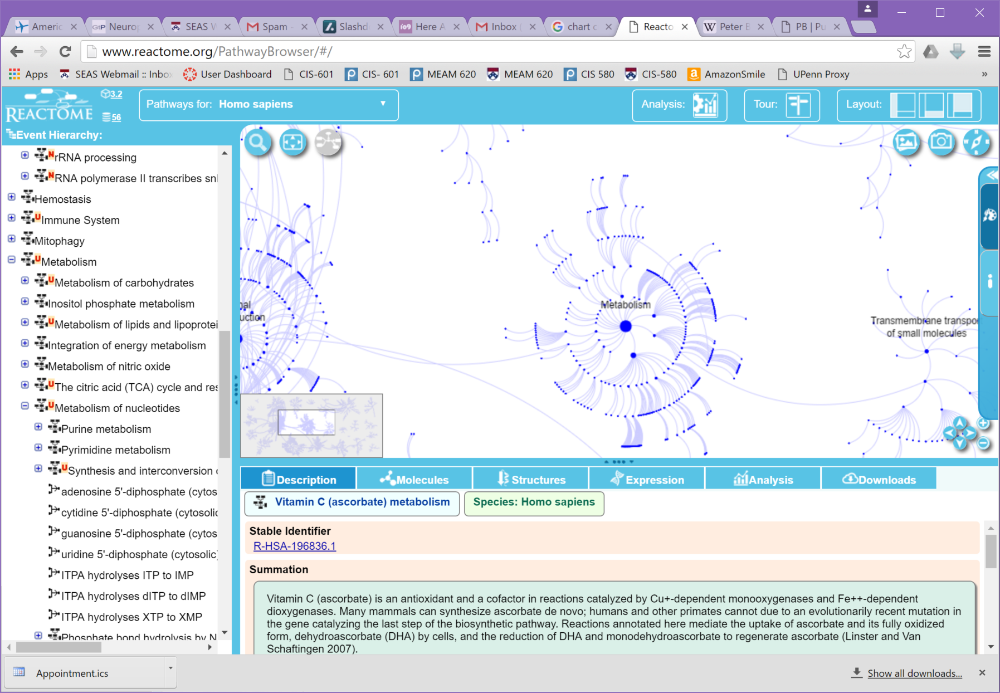 Americ
GtP Neurop
SEAS W
Spam -
Slashd
io9 Here A
Inbox (
chart c
Reacto
W Peter B
PB | Pu
www.reactome.org/PathwayBrowser/#/
Apps
SEAS Webmail :: Inbox
User Dashboard
CIS-601
CIS- 601
MEAM 620
MEAM 620
CIS 580
CIS-580
AmazonSmile
UPenn Proxy
»
REACTOME
3.2
56
Pathways for: Homo sapiens
Analysis:
Tour:
Layout:
Event Hierarchy:
N rRNA processing
N RNA polymerase II transcribes snl
Hemostasis
U Immune System
Mitophagy
U Metabolism
U Metabolism of carbohydrates
Inositol phosphate metabolism
U Metabolism of lipids and lipoprotei
Integration of energy metabolism
Metabolism of nitric oxide
U The citric acid (TCA) cycle and res
U Metabolism of nucleotides
Purine metabolism
Pyrimidine metabolism
U Synthesis and interconversion
adenosine 5'-diphosphate (cytos
cytidine 5'-diphosphate (cytosolic
guanosine 5'-diphosphate (cytos
uridine 5'-diphosphate (cytosolic)
ITPA hydrolyses ITP to IMP
ITPA hydrolyses dITP to dIMP
ITPA hydrolyses XTP to XMP
Phosphate bond hydrolysis by N
nal
uction
Metabolism
Transmembrane transpo
of small molecules
Description
Molecules
Structures
Expression
Analysis
Downloads
Vitamin C (ascorbate) metabolism
Species: Homo sapiens
Stable Identifier
R-HSA-196836.1
Summation
Vitamin C (ascorbate) is an antioxidant and a cofactor in reactions catalyzed by Cu+-dependent monooxygenases and Fe++-dependent
dioxygenases. Many mammals can synthesize ascorbate de novo; humans and other primates cannot due to an evolutionarily recent mutation in
the gene catalyzing the last step of the biosynthetic pathway. Reactions annotated here mediate the uptake of ascorbate and its fully oxidized
form, dehydroascorbate (DHA) by cells, and the reduction of DHA and monodehydroascorbate to regenerate ascorbate (Linster and Van
Schaftingen 2007).
Appointment.ics
Show all downloads...